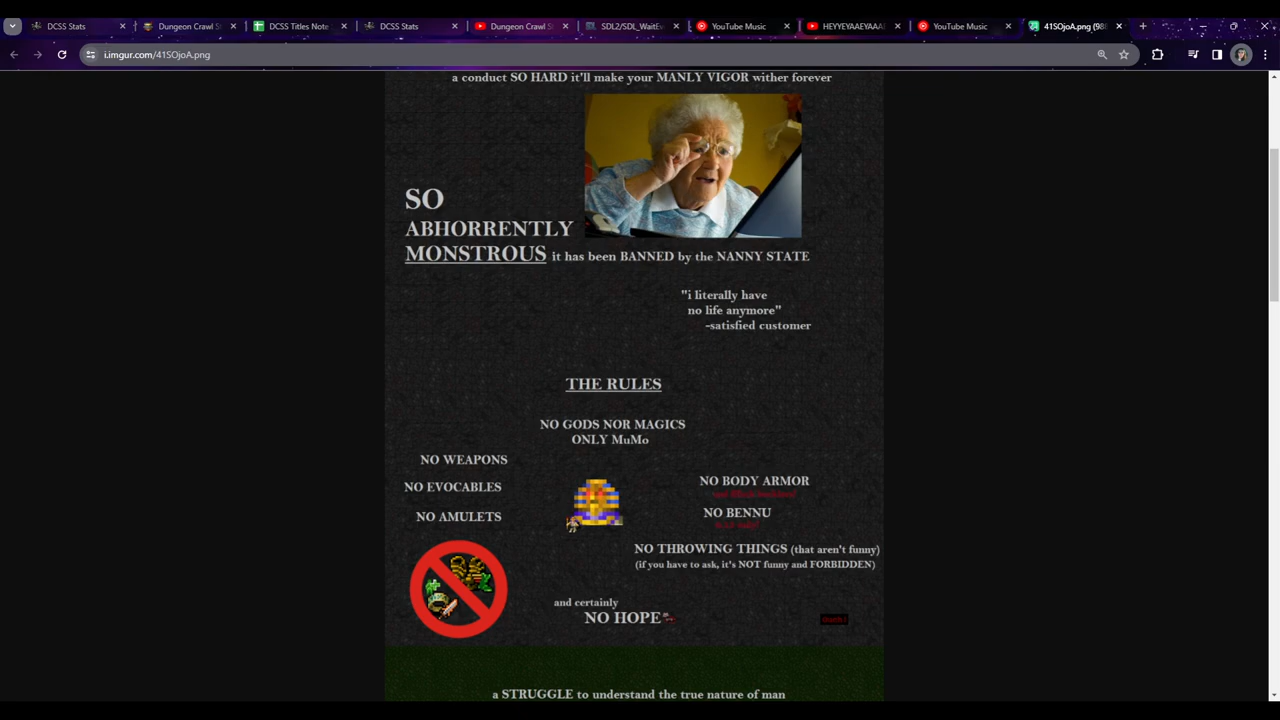 DCSS Stats
Dungeon Crawl St
DCSS Titles Note
DCSS Stats
Dungeon Crawl S
SDL2/SDL_WaitEv
YouTube Music
HEYYEYAAEYAAA
YouTube Music
41SOjoA.png (98
i.imgur.com/41SOjoA.png
a conduct SO HARD it'll make your MANLY VIGOR wither forever
SO
ABHORRENTLY
MONSTROUS it has been BANNED by the NANNY STATE
"i literally have
no life anymore"
-satisfied customer
THE RULES
NO GODS NOR MAGICS
ONLY MuMo
NO WEAPONS
NO EVOCABLES
NO AMULETS
NO BODY ARMOR
NO BENNU
NO THROWING THINGS (that aren't funny)
(if you have to ask, it's NOT funny and FORBIDDEN)
and certainly
NO HOPE
a STRUGGLE to understand the true nature of man